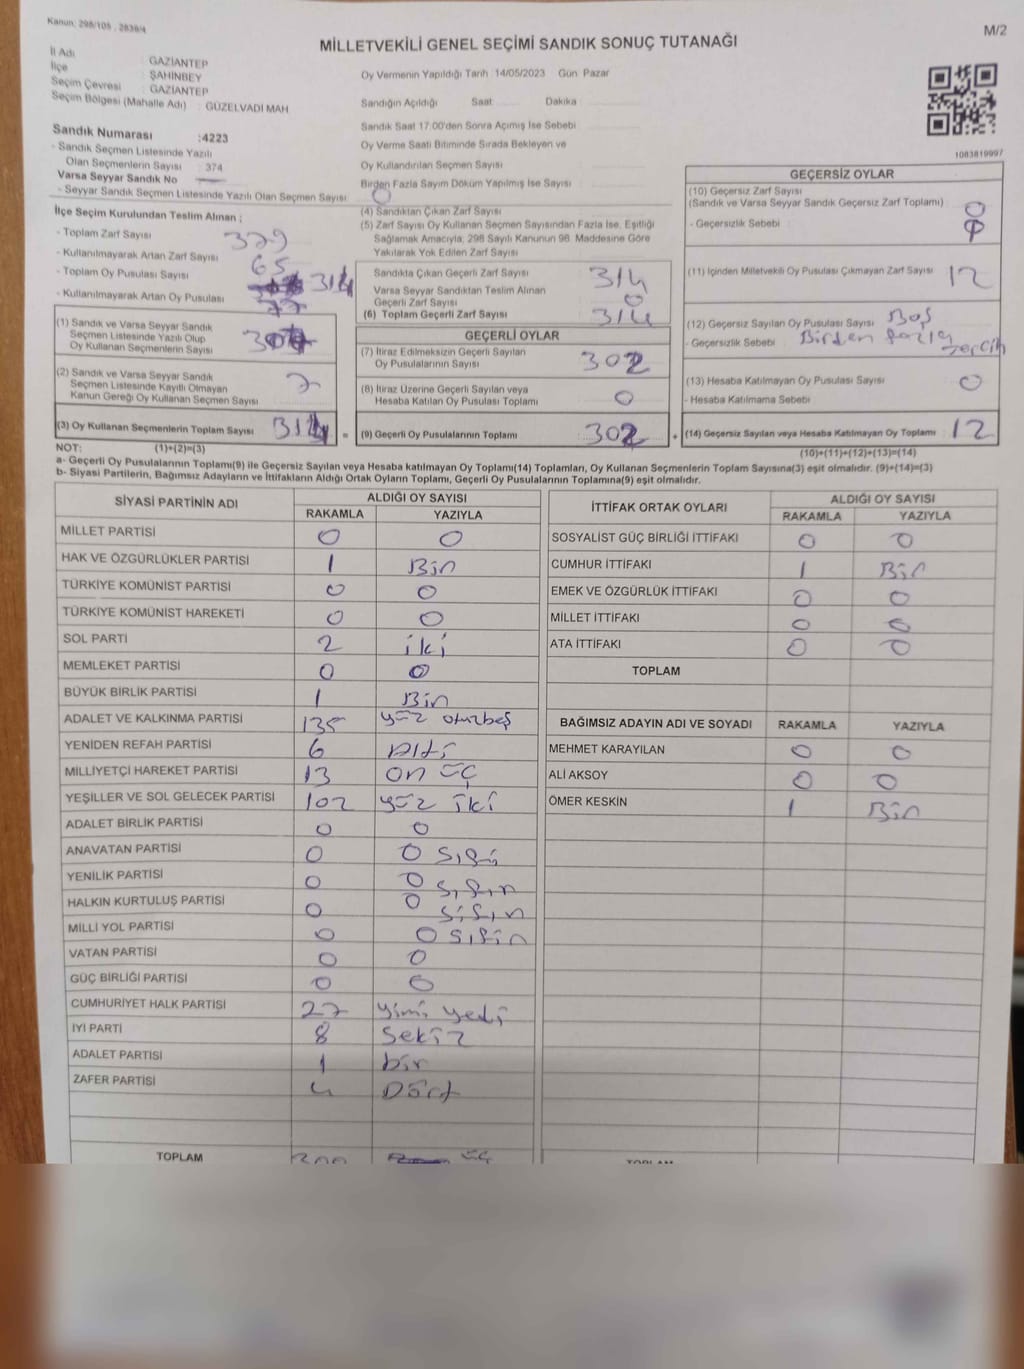 Kanun: 298/105 , 2839/4
M/2
MİLLETVEKİLİ GENEL SEÇİMİ SANDIK SONUÇ TUTANAĞI
İl Adı : GAZİANTEP
İlçe : ŞAHİNBEY
Seçim Çevresi : GAZİANTEP
Seçim Bölgesi (Mahalle Adı) : GÜZELVADİ MAH
Oy Vermenin Yapıldığı Tarih 14/05/2023 Gün Pazar
Sandığın Açıldığı Saat Dakika
Sandık Saat 17:00'den Sonra Açılmış İse Sebebi
Oy Verme Saati Bitiminde Sırada Bekleyen ve
Oy Kullandırılan Seçmen Sayısı
Birden Fazla Sayım Döküm Yapılmış İse Sayısı
1083819997
Sandık Numarası :4223
- Sandık Seçmen Listesinde Yazılı
Olan Seçmenlerin Sayısı : 374
Varsa Seyyar Sandık No
- Seyyar Sandık Seçmen Listesinde Yazılı Olan Seçmen Sayısı 0
İlçe Seçim Kurulundan Teslim Alınan ;
- Toplam Zarf Sayısı 379
- Kullanılmayarak Artan Zarf Sayısı 65
- Toplam Oy Pusulası Sayısı 314
- Kullanılmayarak Artan Oy Pusulası 77
(4) Sandıktan Çıkan Zarf Sayısı
(5) Zarf Sayısı Oy Kullanan Seçmen Sayısından Fazla İse, Eşitliği
Sağlamak Amacıyla, 298 Sayılı Kanunun 98. Maddesine Göre
Yakılarak Yok Edilen Zarf Sayısı
Sandıkta Çıkan Geçerli Zarf Sayısı 314
Varsa Seyyar Sandıktan Teslim Alınan
Geçerli Zarf Sayısı 0
(6) Toplam Geçerli Zarf Sayısı 314
GEÇERSİZ OYLAR
(10) Geçersiz Zarf Sayısı
(Sandık ve Varsa Seyyar Sandık Geçersiz Zarf Toplamı) : 0
- Geçersizlik Sebebi
(11) İçinden Milletvekili Oy Pusulası Çıkmayan Zarf Sayısı 12
(12) Geçersiz Sayılan Oy Pusulası Sayısı : Boş
- Geçersizlik Sebebi Birden fazla
(13) Hesaba Katılmayan Oy Pusulası Sayısı 0
- Hesaba Katılmama Sebebi
(14) Geçersiz Sayılan veya Hesaba Katılmayan Oy Toplamı : 12
(10)+(11)+(12)+(13)=(14)
(1) Sandık ve Varsa Seyyar Sandık
Seçmen Listesinde Yazılı Olup
Oy Kullanan Seçmenlerin Sayısı
(2) Sandık ve Varsa Seyyar Sandık
Seçmen Listesinde Kayıtlı Olmayan
Kanun Gereği Oy Kullanan Seçmen Sayısı 7
(3) Oy Kullanan Seçmenlerin Toplam Sayısı 314 =
GEÇERLİ OYLAR
(7) İtiraz Edilmeksizin Geçerli Sayılan
Oy Pusulalarının Sayısı : 302
(8) İtiraz Üzerine Geçerli Sayılan veya
Hesaba Katılan Oy Pusulası Toplamı : 0
(9) Geçerli Oy Pusulalarının Toplamı : 302 +
NOT: (1)+(2)=(3)
a- Geçerli Oy Pusulalarının Toplamı(9) ile Geçersiz Sayılan veya Hesaba katılmayan Oy Toplamı(14) Toplamları, Oy Kullanan Seçmenlerin Toplam Sayısına(3) eşit olmalıdır. (9)+(14)=(3)
b- Siyasi Partilerin, Bağımsız Adayların ve İttifakların Aldığı Ortak Oyların Toplamı, Geçerli Oy Pusulalarının Toplamına(9) eşit olmalıdır.
SİYASİ PARTİNİN ADI ALDIĞI OY SAYISI
RAKAMLA YAZIYLA
MİLLET PARTİSİ 0 0
HAK VE ÖZGÜRLÜKLER PARTİSİ 1 Bir
TÜRKİYE KOMÜNİST PARTİSİ 0 0
TÜRKİYE KOMÜNİST HAREKETİ 0 0
SOL PARTİ 2 iki
MEMLEKET PARTİSİ 0 0
BÜYÜK BİRLİK PARTİSİ 1 Bir
ADALET VE KALKINMA PARTİSİ 135 yüz otuzbeş
YENİDEN REFAH PARTİSİ 6 Altı
MİLLİYETÇİ HAREKET PARTİSİ 13 on üç
YEŞİLLER VE SOL GELECEK PARTİSİ 102 yüz iki
ADALET BİRLİK PARTİSİ 0 0
ANAVATAN PARTİSİ 0 0 sıfı
YENİLİK PARTİSİ 0 0 sıfır
HALKIN KURTULUŞ PARTİSİ 0 0 sıfır
MİLLİ YOL PARTİSİ 0 0 sıfır
VATAN PARTİSİ 0 0
GÜÇ BİRLİĞİ PARTİSİ 0 0
CUMHURİYET HALK PARTİSİ 27 yimi yedi
İYİ PARTİ 8 sekiz
ADALET PARTİSİ 1 bir
ZAFER PARTİSİ 4 Dört
TOPLAM üç
İTTİFAK ORTAK OYLARI ALDIĞI OY SAYISI
RAKAMLA YAZIYLA
SOSYALİST GÜÇ BİRLİĞİ İTTİFAKI 0 0
CUMHUR İTTİFAKI 1 Bir
EMEK VE ÖZGÜRLÜK İTTİFAKI 0 0
MİLLET İTTİFAKI 0 0
ATA İTTİFAKI 0 0
TOPLAM
BAĞIMSIZ ADAYIN ADI VE SOYADI RAKAMLA YAZIYLA
MEHMET KARAYILAN 0 0
ALİ AKSOY 0 0
ÖMER KESKİN 1 Bir
TOPLAM